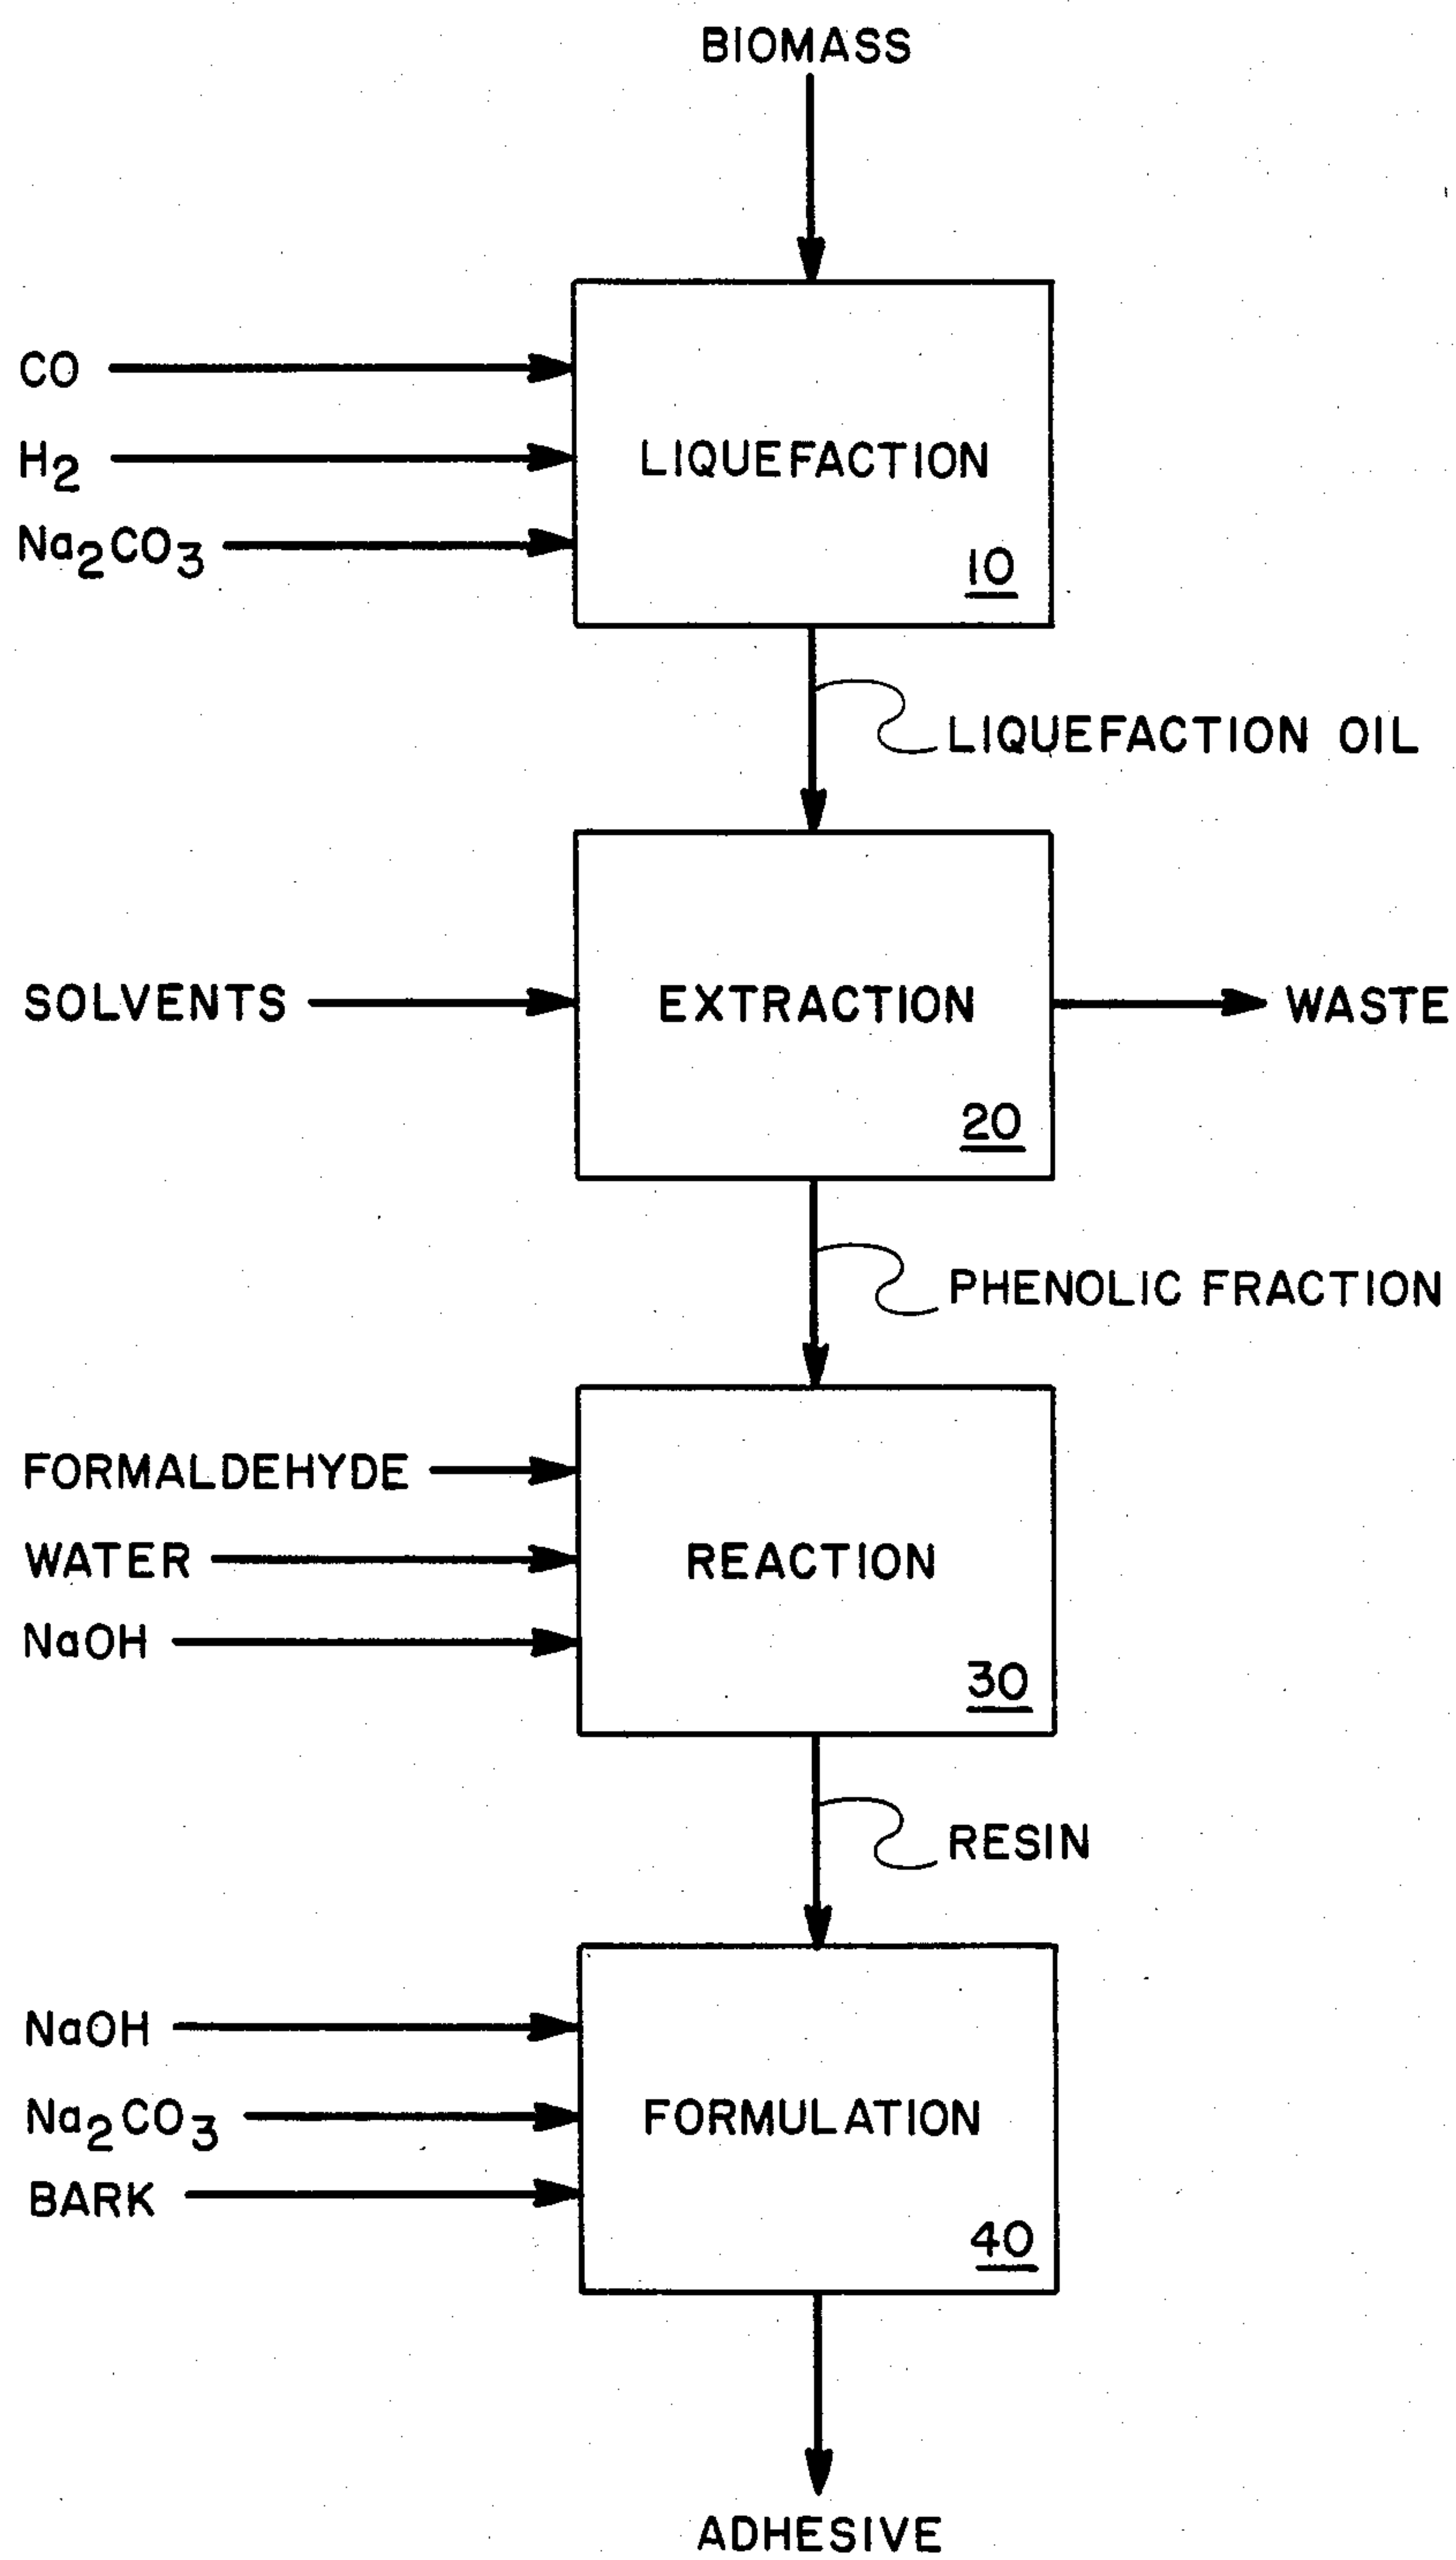 BIOMASS
CO
H2
LIQUEFACTION
Na2CO3
10
LIQUEFACTION OIL
SOLVENTS
EXTRACTION
WASTE
20
PHENOLIC FRACTION
FORMALDEHYDE
WATER
REACTION
NaOH
30
RESIN
NaOH
Na2CO3
FORMULATION
BARK
40
ADHESIVE